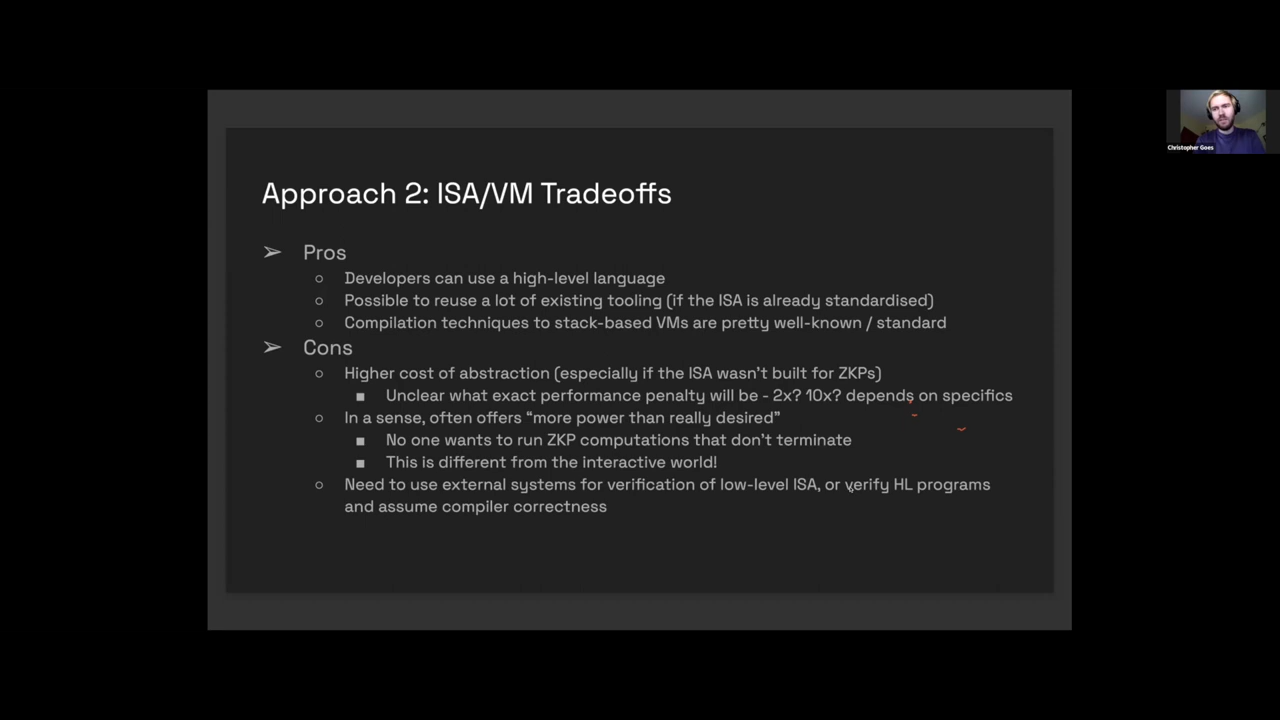 Approach 2: ISA/VM Tradeoffs
➢ Pros
○ Developers can use a high-level language
○ Possible to reuse a lot of existing tooling (if the ISA is already standardised)
○ Compilation techniques to stack-based VMs are pretty well-known / standard
➢ Cons
○ Higher cost of abstraction (especially if the ISA wasn't built for ZKPs)
■ Unclear what exact performance penalty will be - 2x? 10x? depends on specifics
○ In a sense, often offers “more power than really desired”
■ No one wants to run ZKP computations that don't terminate
■ This is different from the interactive world!
○ Need to use external systems for verification of low-level ISA, or verify HL programs
and assume compiler correctness
Christopher Goes